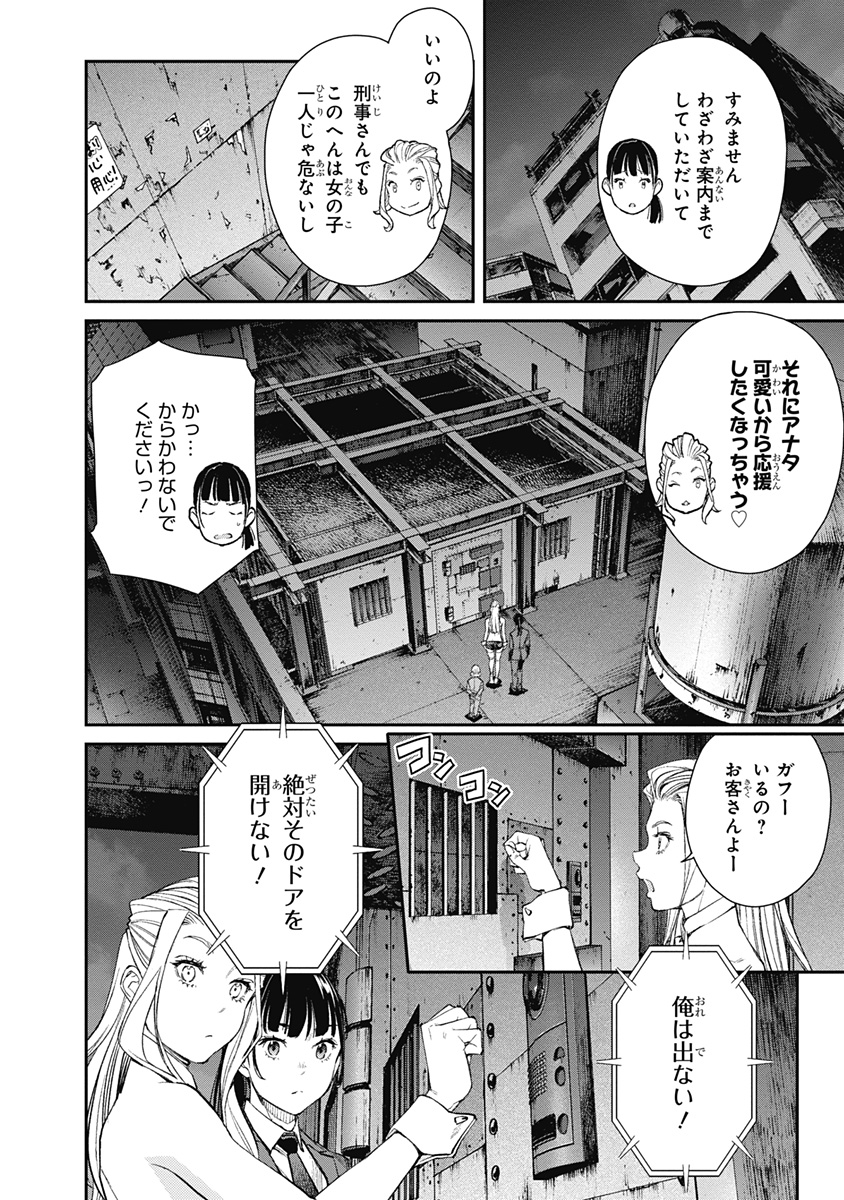 すみません
わざわざ案内まで
していただいて
いいのよ
刑事さんでも
このへんは女の子
一人じゃ危ないし
用心!
それにアナタ
可愛いから応援
したくなっちゃう♡
かっ…
からかわないで
くださいっ!
ガフー
いるの?
お客さんよー
コンコン
俺は出ない!
絶対そのドアを
開けない!